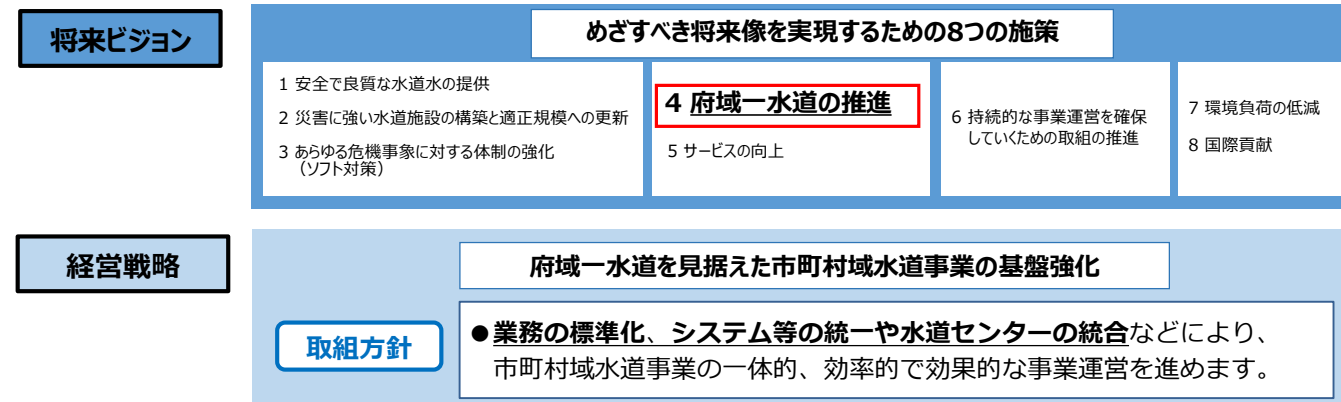 将来ビジョン
めざすべき将来像を実現するための8つの施策
1 安全で良質な水道水の提供
2 災害に強い水道施設の構築と適正規模への更新
3 あらゆる危機事象に対する体制の強化
（ソフト対策）
4 府域一水道の推進
5 サービスの向上
6 持続的な事業運営を確保
していくための取組の推進
7 環境負荷の低減
8 国際貢献
経営戦略
府域一水道を見据えた市町村域水道事業の基盤強化
取組方針
●業務の標準化、システム等の統一や水道センターの統合などにより、
市町村域水道事業の一体的、効率的で効果的な事業運営を進めます。